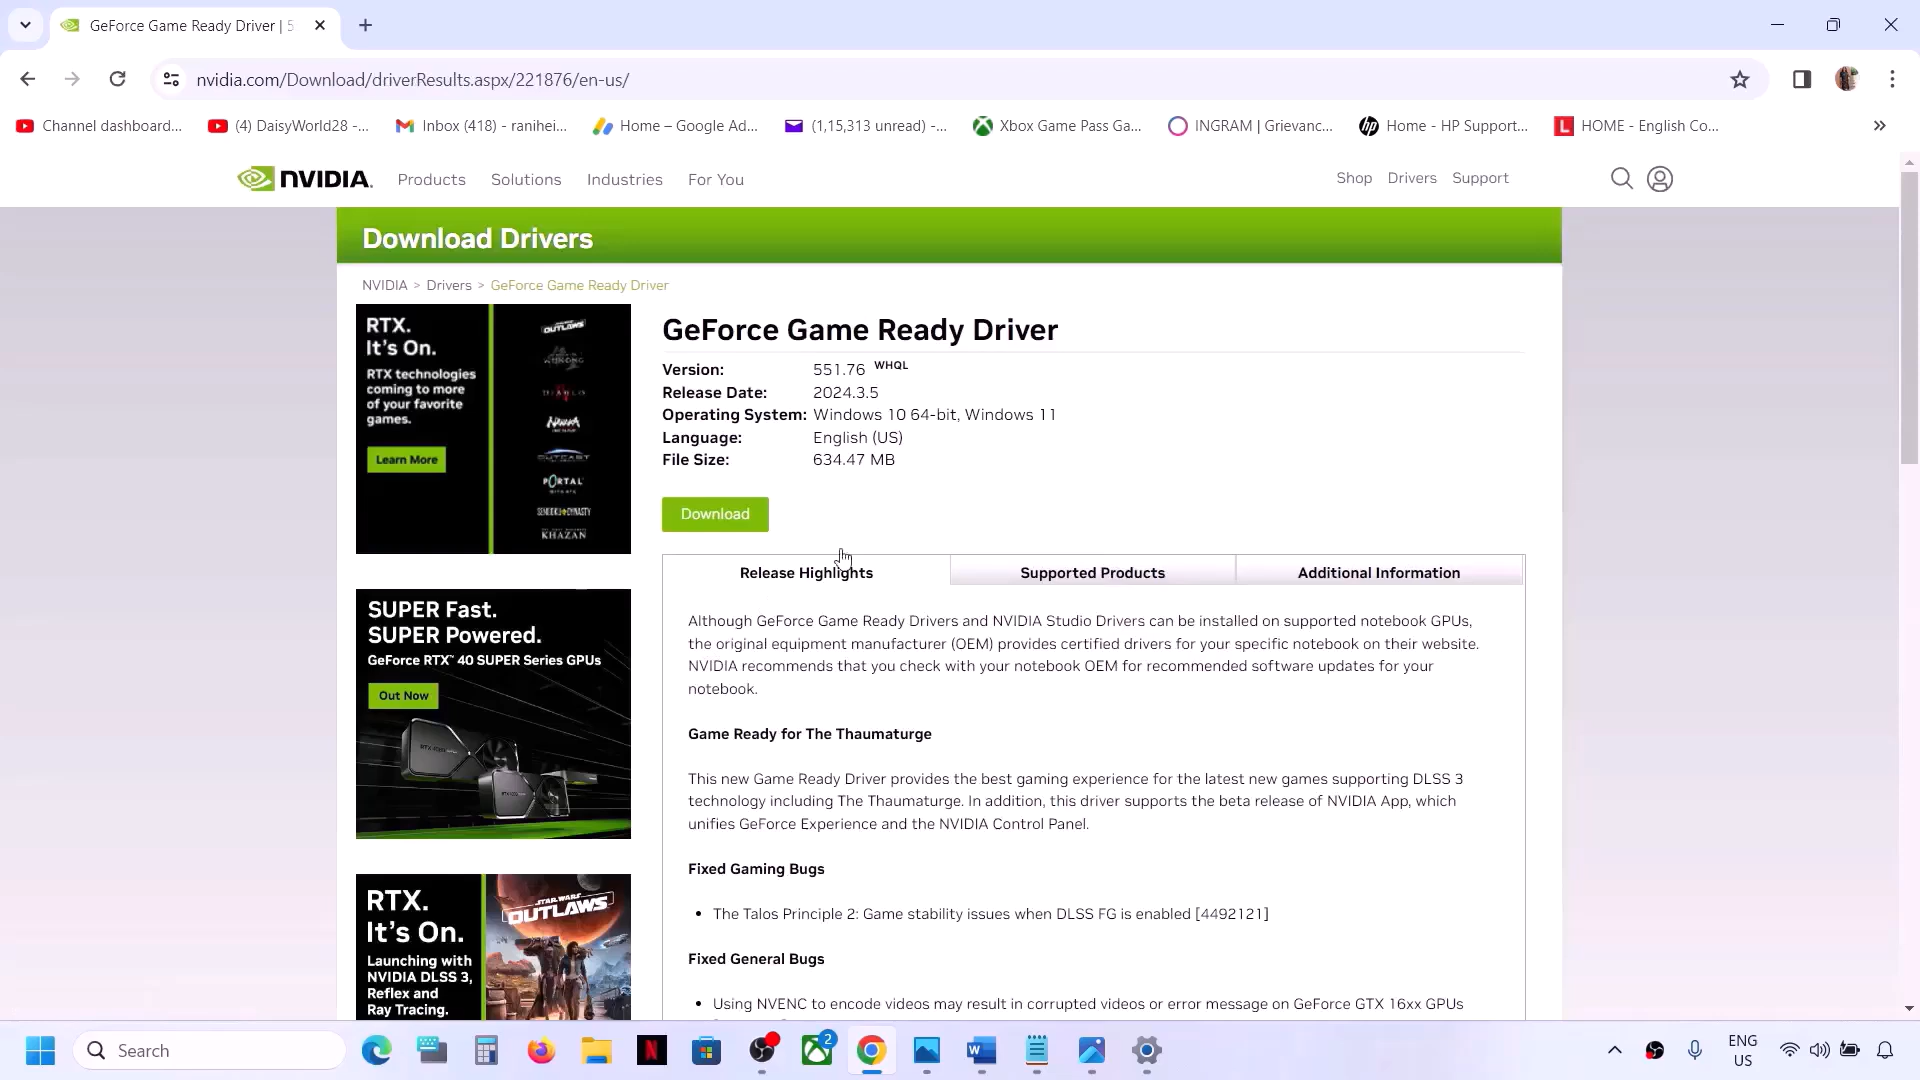 GeForce Game Ready Driver | 5
nvidia.com/Download/driverResults.aspx/221876/en-us/
Channel dashboard...
(4) DaisyWorld28 -...
Inbox (418) - ranihei...
Home – Google Ad...
(1,15,313 unread) -...
Xbox Game Pass Ga...
INGRAM | Grievanc...
Home - HP Support...
HOME - English Co...
NVIDIA.
Products
Solutions
Industries
For You
Shop
Drivers
Support
Download Drivers
NVIDIA > Drivers > GeForce Game Ready Driver
RTX.
It's On.
RTX technologies
coming to more
of your favorite
games.
Learn More
OUTLAWS
DIABLO
NARAKA
OUTCAST
PORTAL
KHAZAN
SUPER Fast.
SUPER Powered.
GeForce RTX™ 40 SUPER Series GPUs
Out Now
RTX.
It's On.
Launching with
NVIDIA DLSS 3,
Reflex and
Ray Tracing.
STAR WARS
OUTLAWS
GeForce Game Ready Driver
Version: 551.76 WHQL
Release Date: 2024.3.5
Operating System: Windows 10 64-bit, Windows 11
Language: English (US)
File Size: 634.47 MB
Download
Release Highlights
Supported Products
Additional Information
Although GeForce Game Ready Drivers and NVIDIA Studio Drivers can be installed on supported notebook GPUs,
the original equipment manufacturer (OEM) provides certified drivers for your specific notebook on their website.
NVIDIA recommends that you check with your notebook OEM for recommended software updates for your
notebook.
Game Ready for The Thaumaturge
This new Game Ready Driver provides the best gaming experience for the latest new games supporting DLSS 3
technology including The Thaumaturge. In addition, this driver supports the beta release of NVIDIA App, which
unifies GeForce Experience and the NVIDIA Control Panel.
Fixed Gaming Bugs
• The Talos Principle 2: Game stability issues when DLSS FG is enabled [4492121]
Fixed General Bugs
• Using NVENC to encode videos may result in corrupted videos or error message on GeForce GTX 16xx GPUs
Search
2
ENG
US